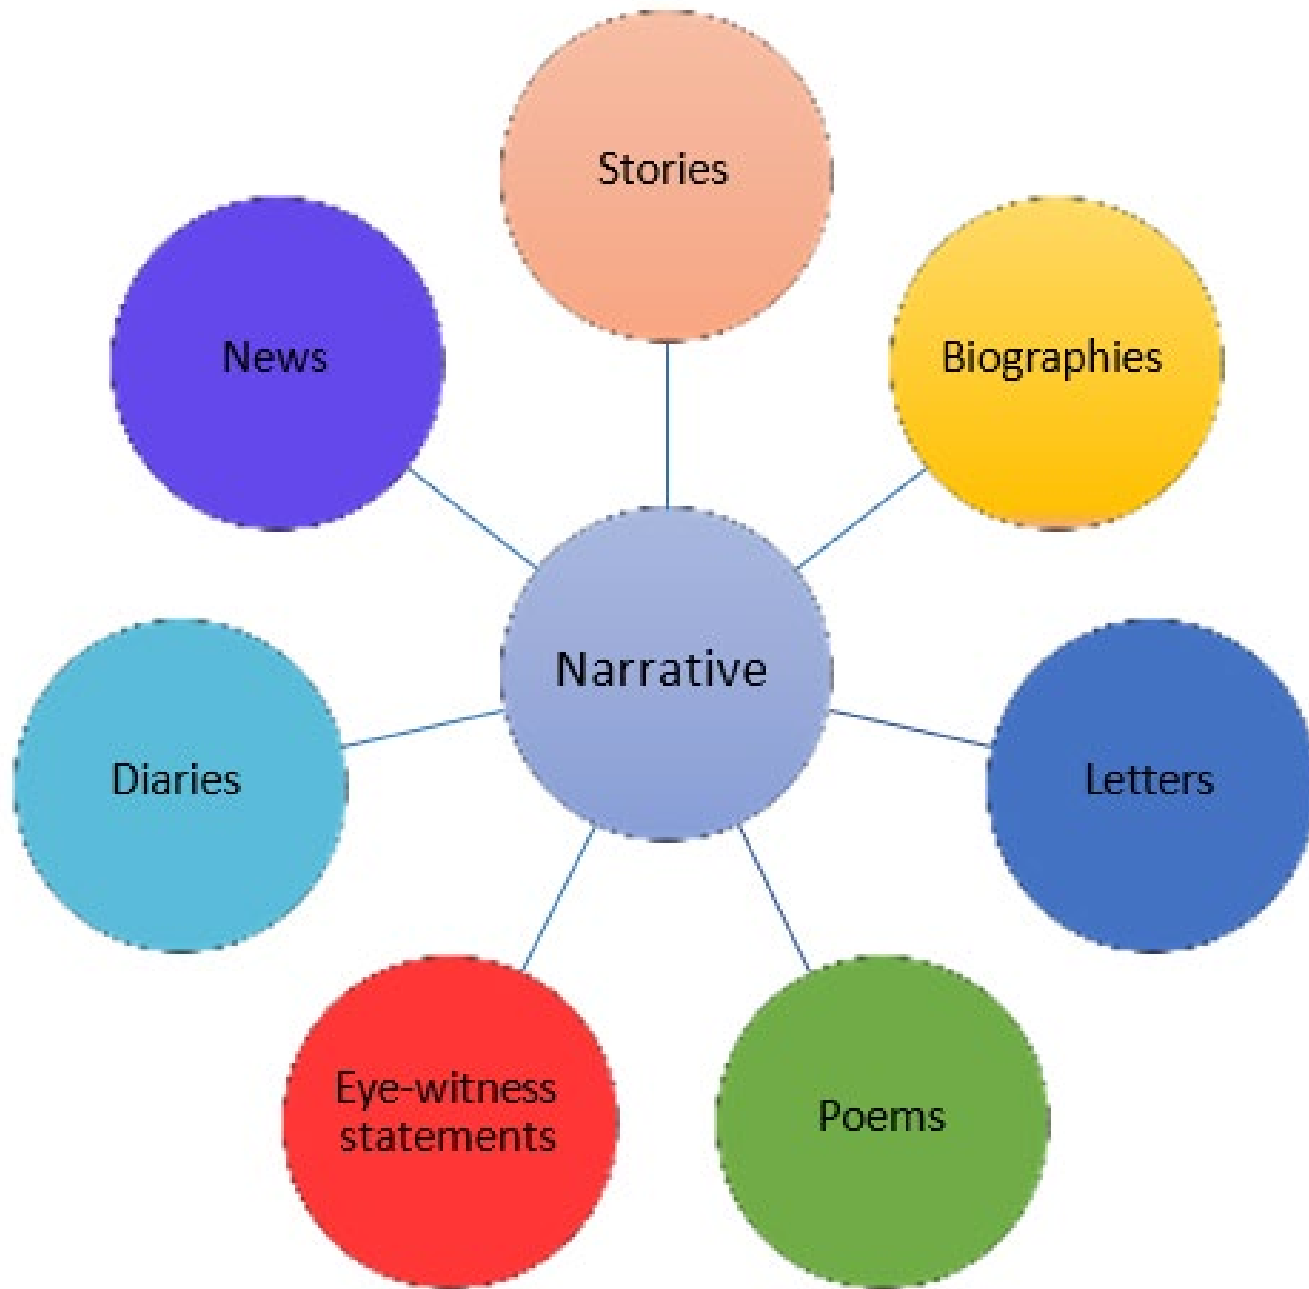 Stories
News
Biographies
Narrative
Diaries
Letters
Eye-witness
statements
Poems